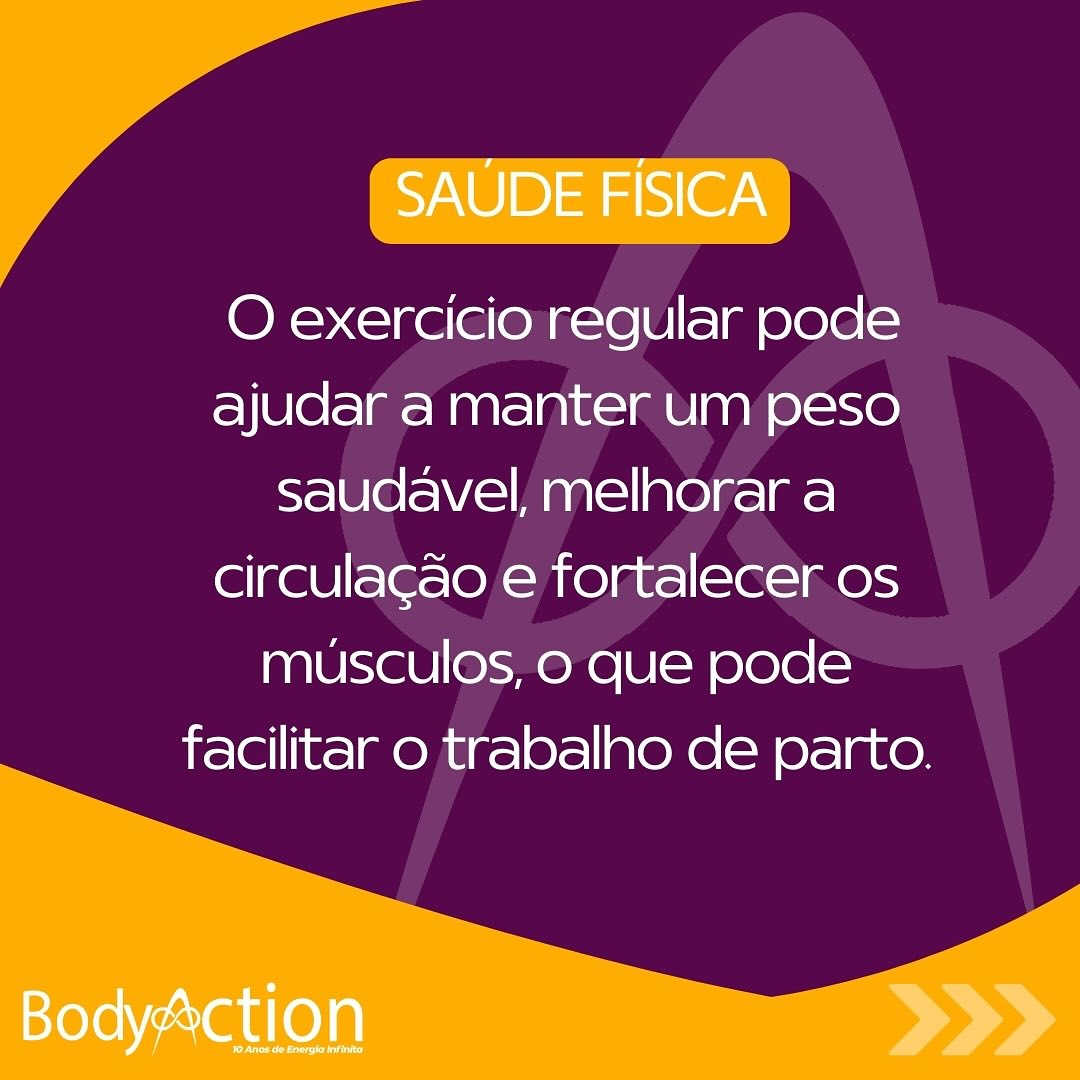 SAÚDE FÍSICA
O exercício regular pode
ajudar a manter um peso
saudável, melhorar a
circulação e fortalecer os
músculos, o que pode
facilitar o trabalho de parto.
BodyAction
10 Anos de Energia Infinita